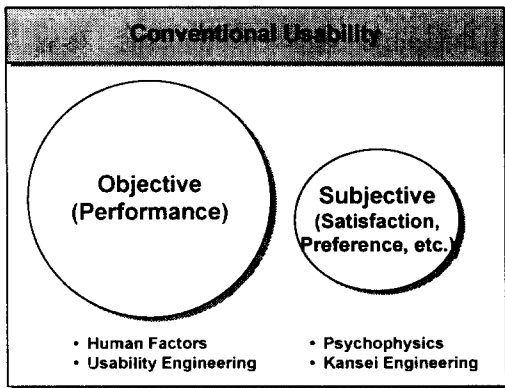 Conventional Usability
Objective
(Performance)
Subjective
(Satisfaction,
Preference, etc.)
• Human Factors
• Usability Engineering
• Psychophysics
• Kansei Engineering